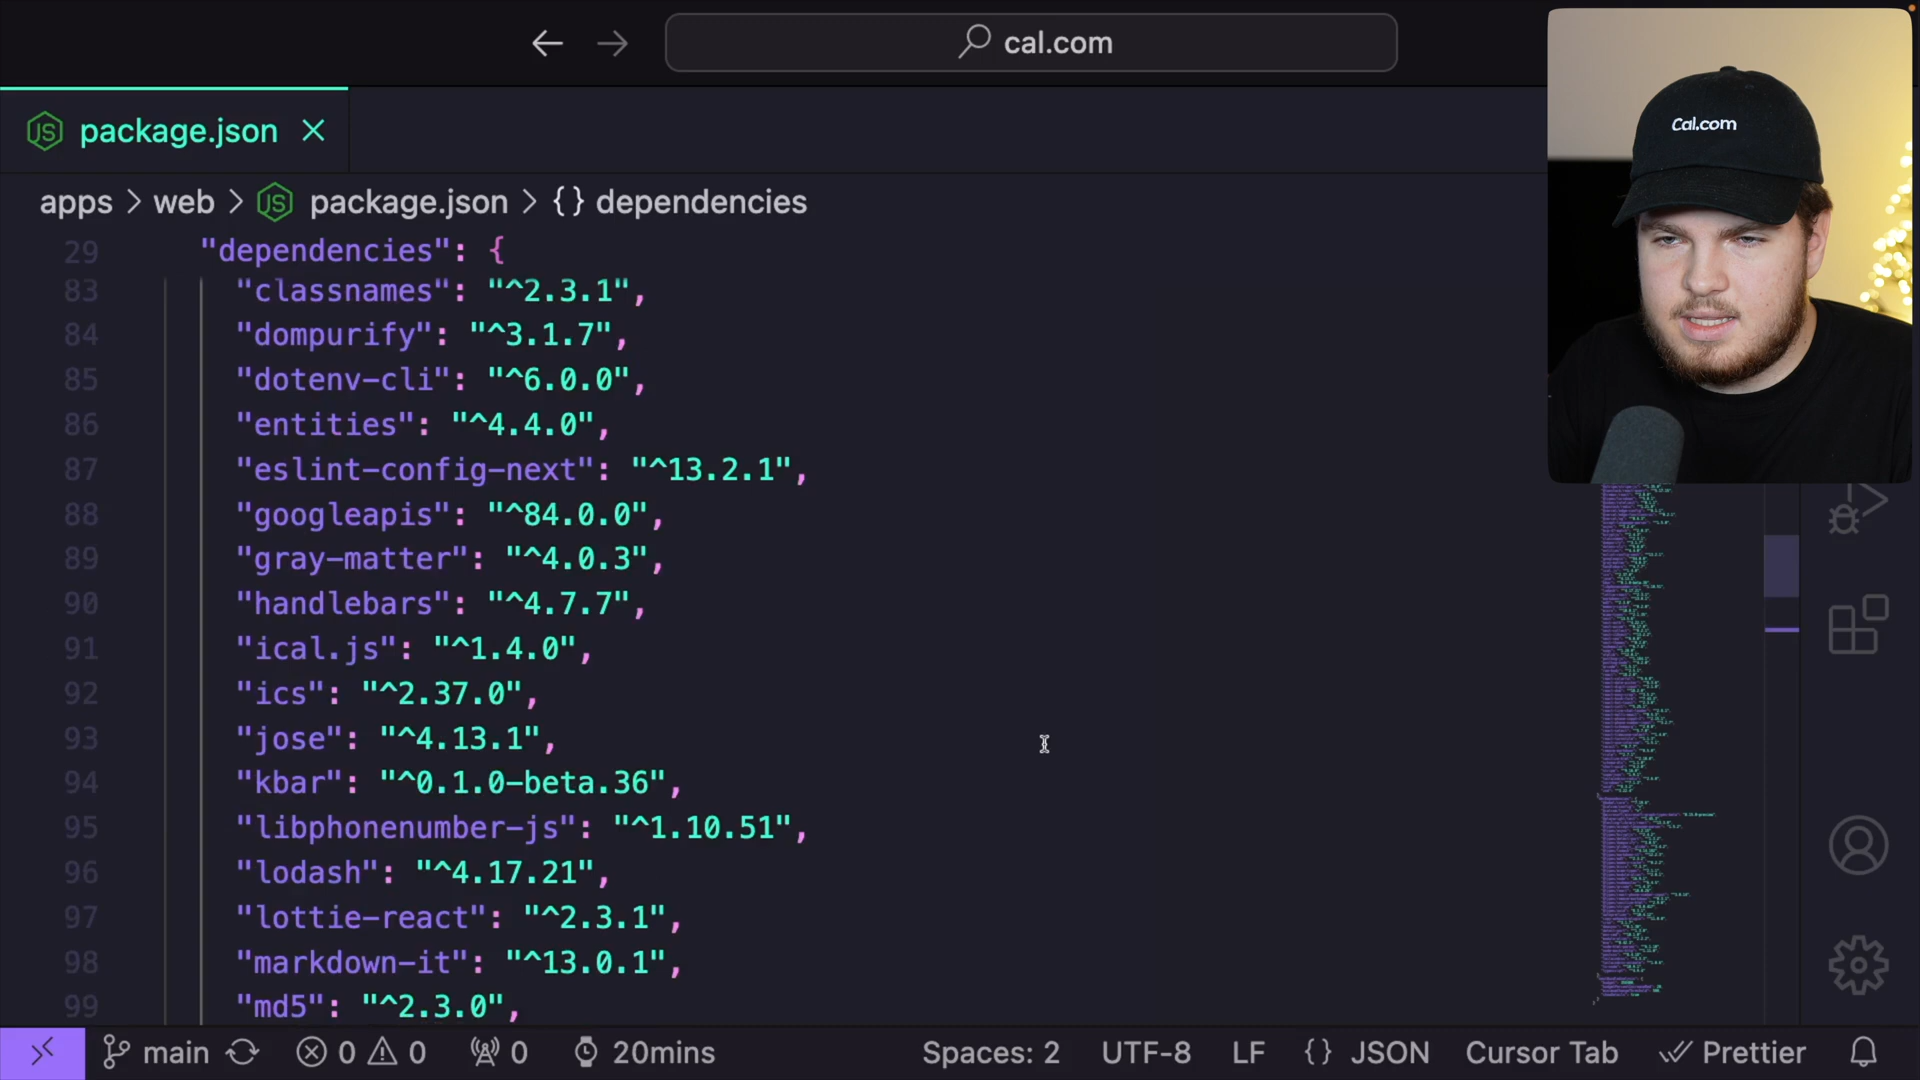 cal.com
Cal.com
package.json
apps > web > package.json > {} dependencies
29 "dependencies": {
83 "classnames": "^2.3.1",
84 "dompurify": "^3.1.7",
85 "dotenv-cli": "^6.0.0",
86 "entities": "^4.4.0",
87 "eslint-config-next": "^13.2.1",
88 "googleapis": "^84.0.0",
89 "gray-matter": "^4.0.3",
90 "handlebars": "^4.7.7",
91 "ical.js": "^1.4.0",
92 "ics": "^2.37.0",
93 "jose": "^4.13.1",
94 "kbar": "^0.1.0-beta.36",
95 "libphonenumber-js": "^1.10.51",
96 "lodash": "^4.17.21",
97 "lottie-react": "^2.3.1",
98 "markdown-it": "^13.0.1",
99 "md5": "^2.3.0",
main 0 0 0 20mins Spaces: 2 UTF-8 LF {} JSON Cursor Tab Prettier